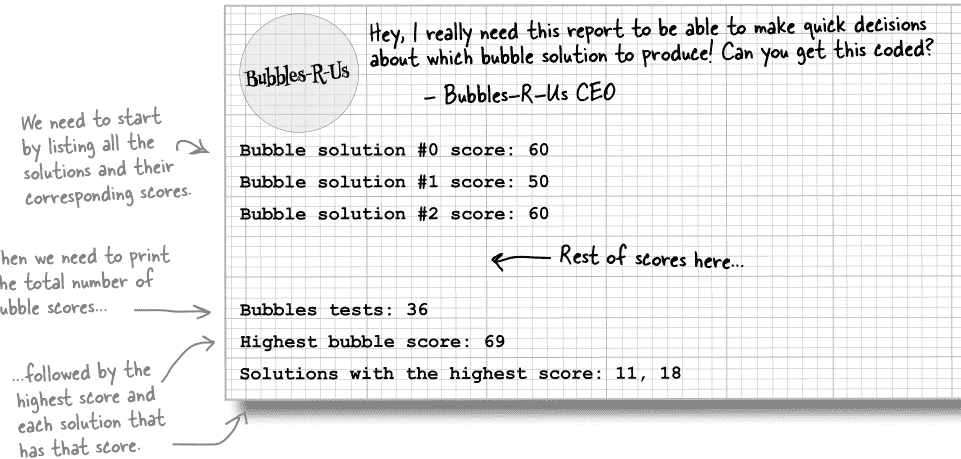 Hey, I really need this report to be able to make quick decisions
about which bubble solution to produce! Can you get this coded?
– Bubbles-R-Us CEO
Bubbles-R-Us
We need to start
by listing all the
solutions and their
corresponding scores.
Bubble solution #0 score: 60
Bubble solution #1 score: 50
Bubble solution #2 score: 60
Rest of scores here...
hen we need to print
he total number of
ubble scores...
Bubbles tests: 36
Highest bubble score: 69
Solutions with the highest score: 11, 18
...followed by the
highest score and
each solution that
has that score.